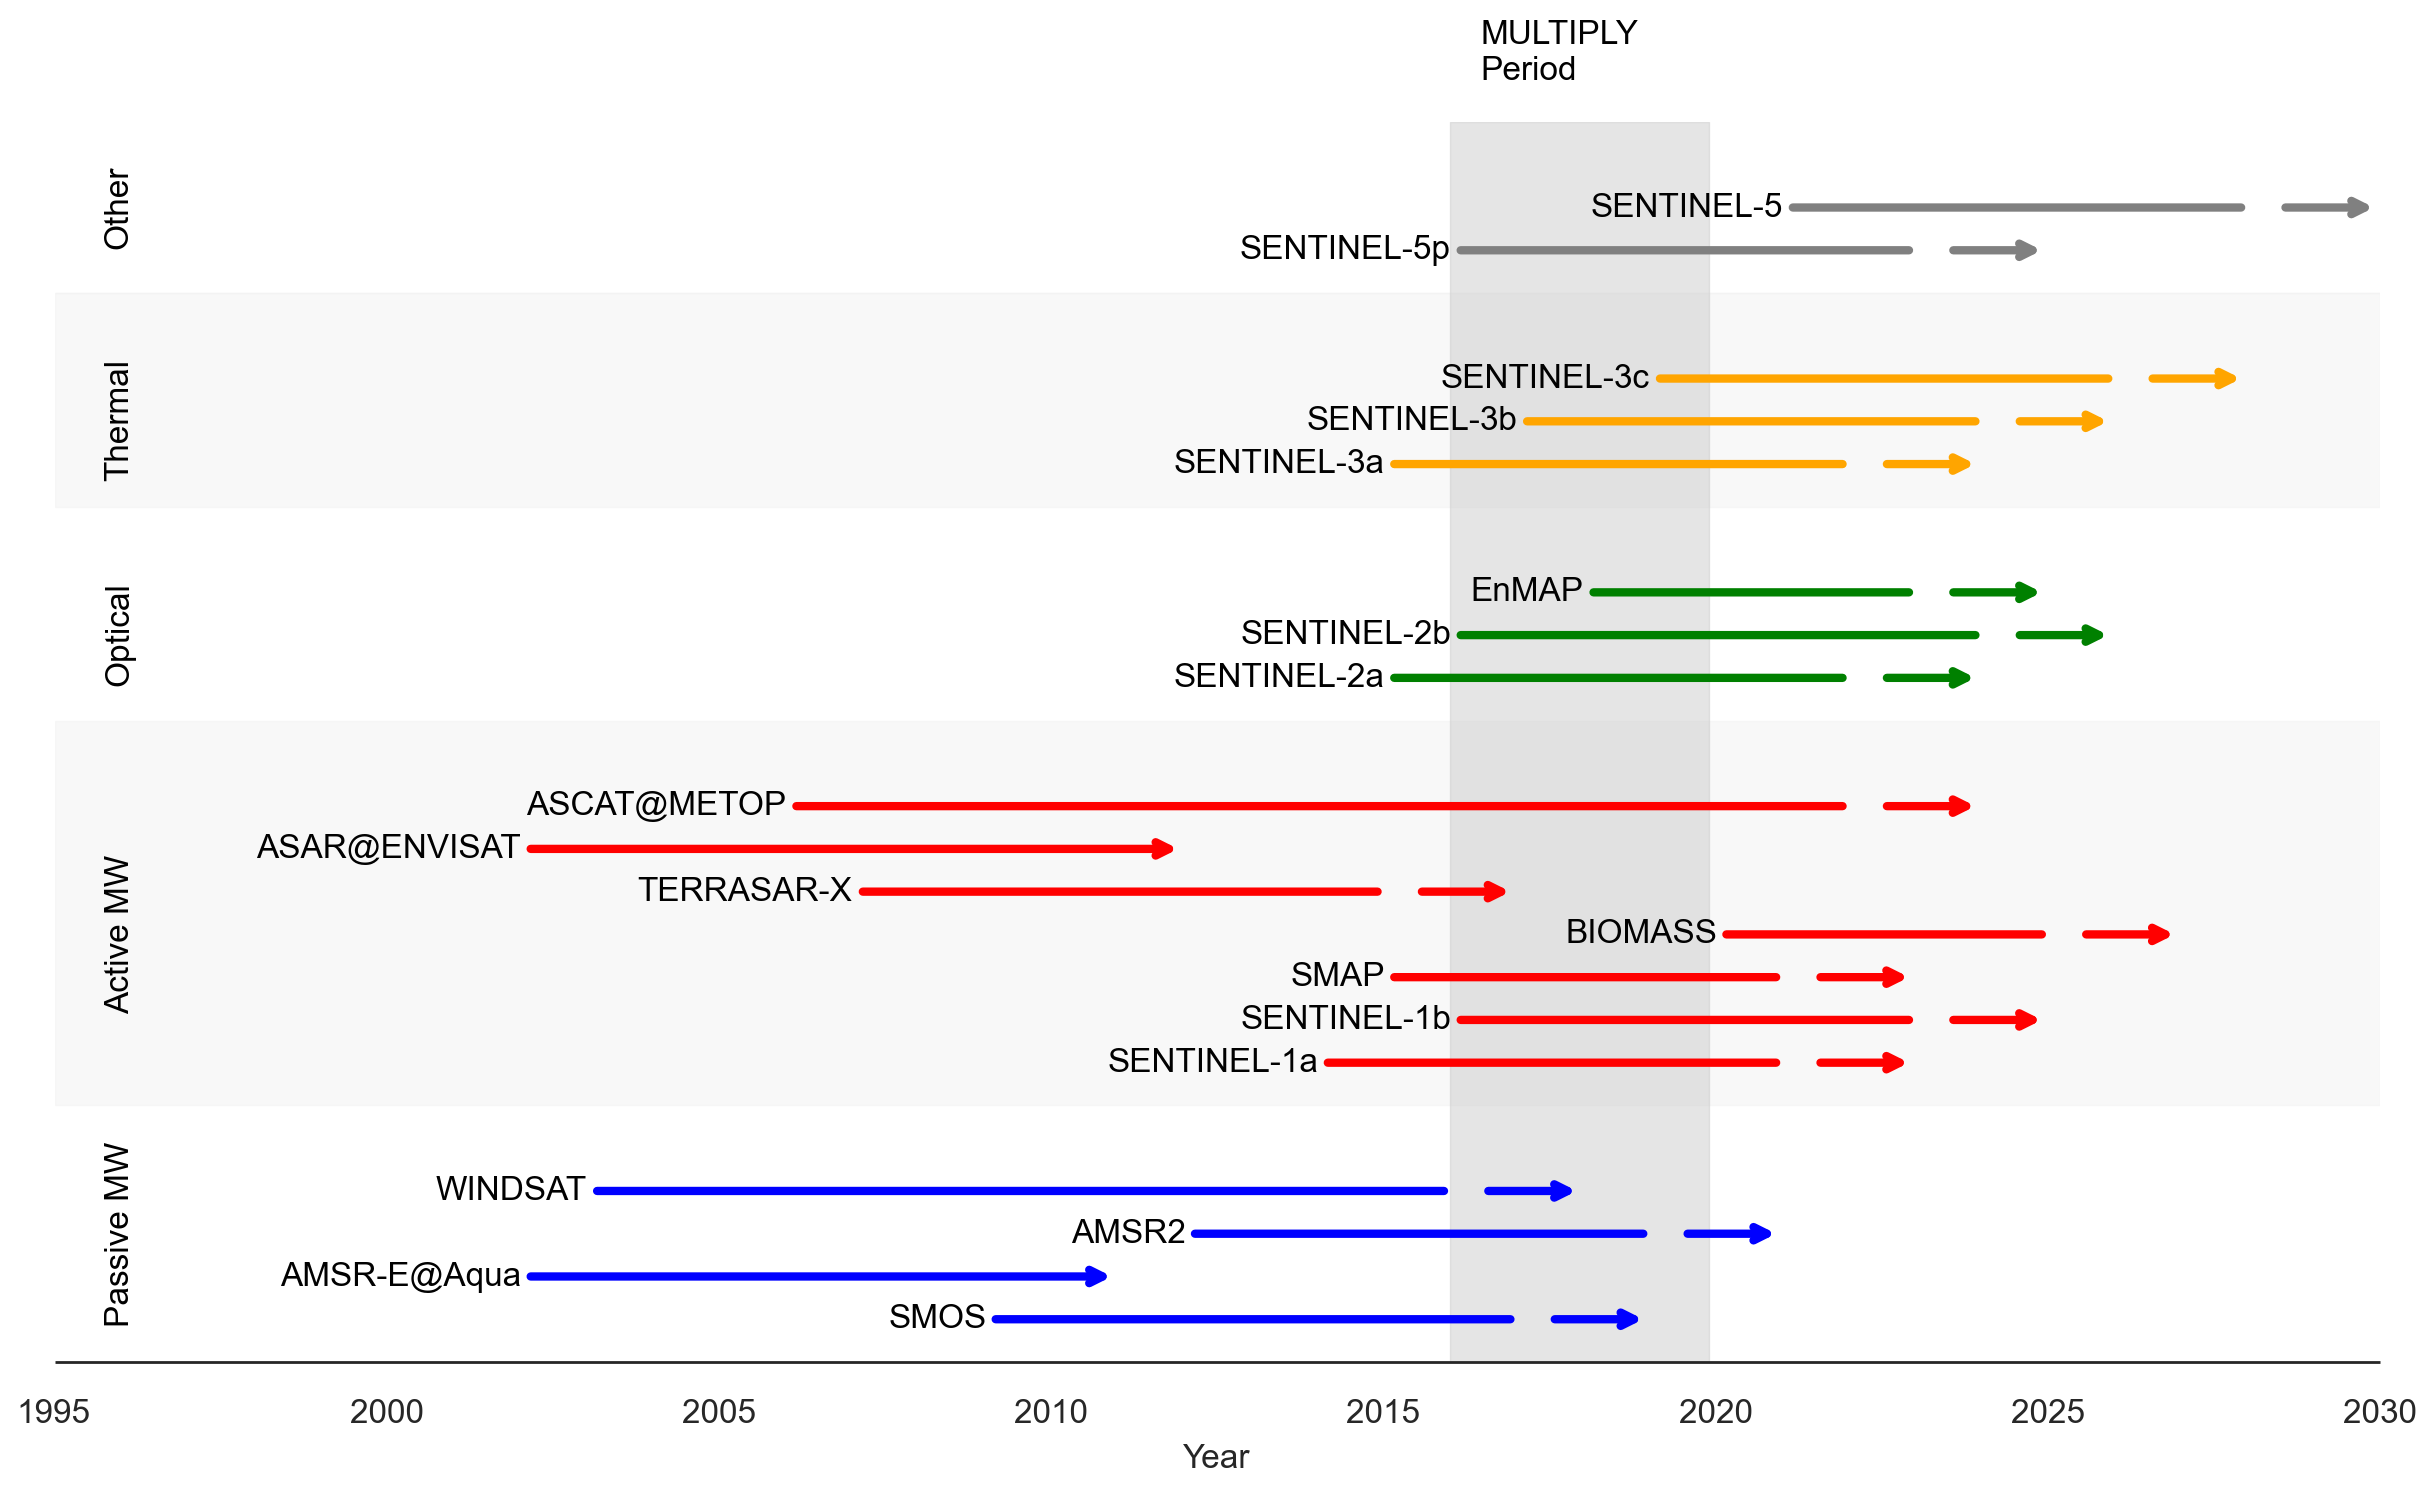 MULTIPLY
Period
Other
SENTINEL-5
SENTINEL-5p
Thermal
SENTINEL-3c
SENTINEL-3b
SENTINEL-3a
Optical
EnMAP
SENTINEL-2b
SENTINEL-2a
Active MW
ASCAT@METOP
ASAR@ENVISAT
TERRASAR-X
BIOMASS
SMAP
SENTINEL-1b
SENTINEL-1a
Passive MW
WINDSAT
AMSR2
AMSR-E@Aqua
SMOS
1995 2000 2005 2010 2015 2020 2025 2030
Year